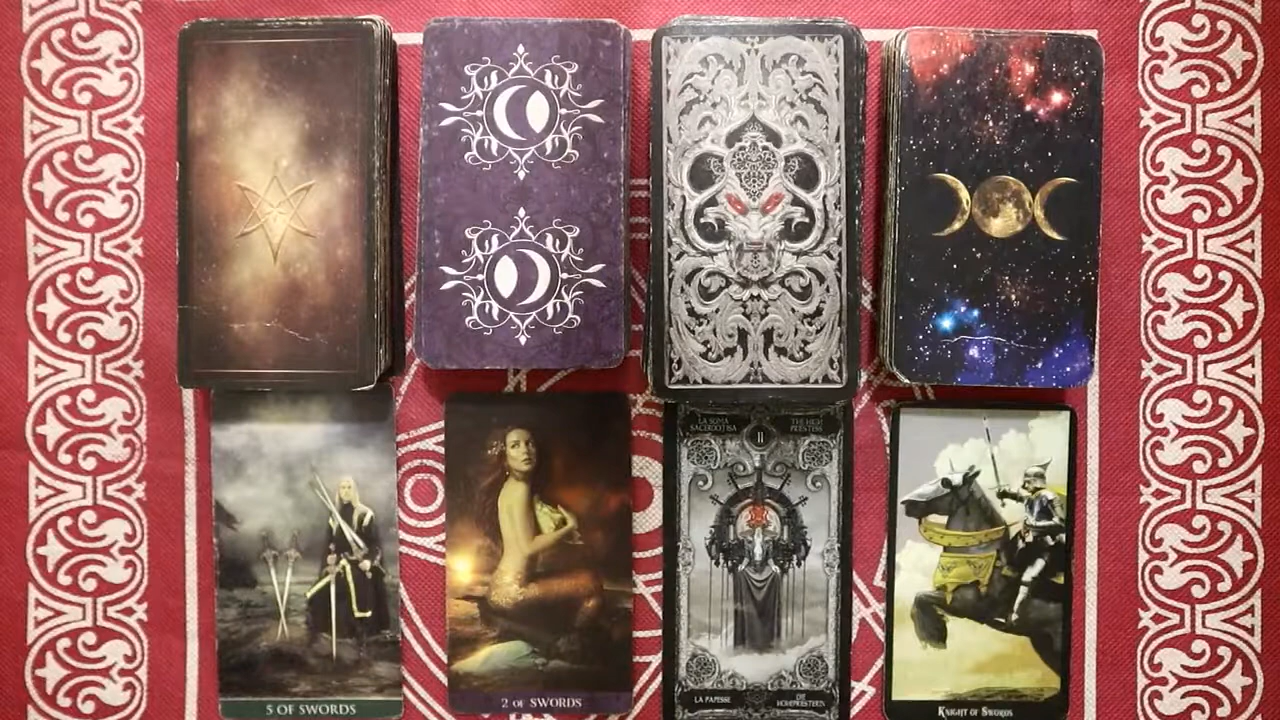 5 OF SWORDS
2 OF SWORDS
LA SOMA SACERDOTISA
II
THE HIGH PRIESTESS
LA PAPESSE
DIE HOHEPRIESTERIN
KNIGHT OF SWORDS